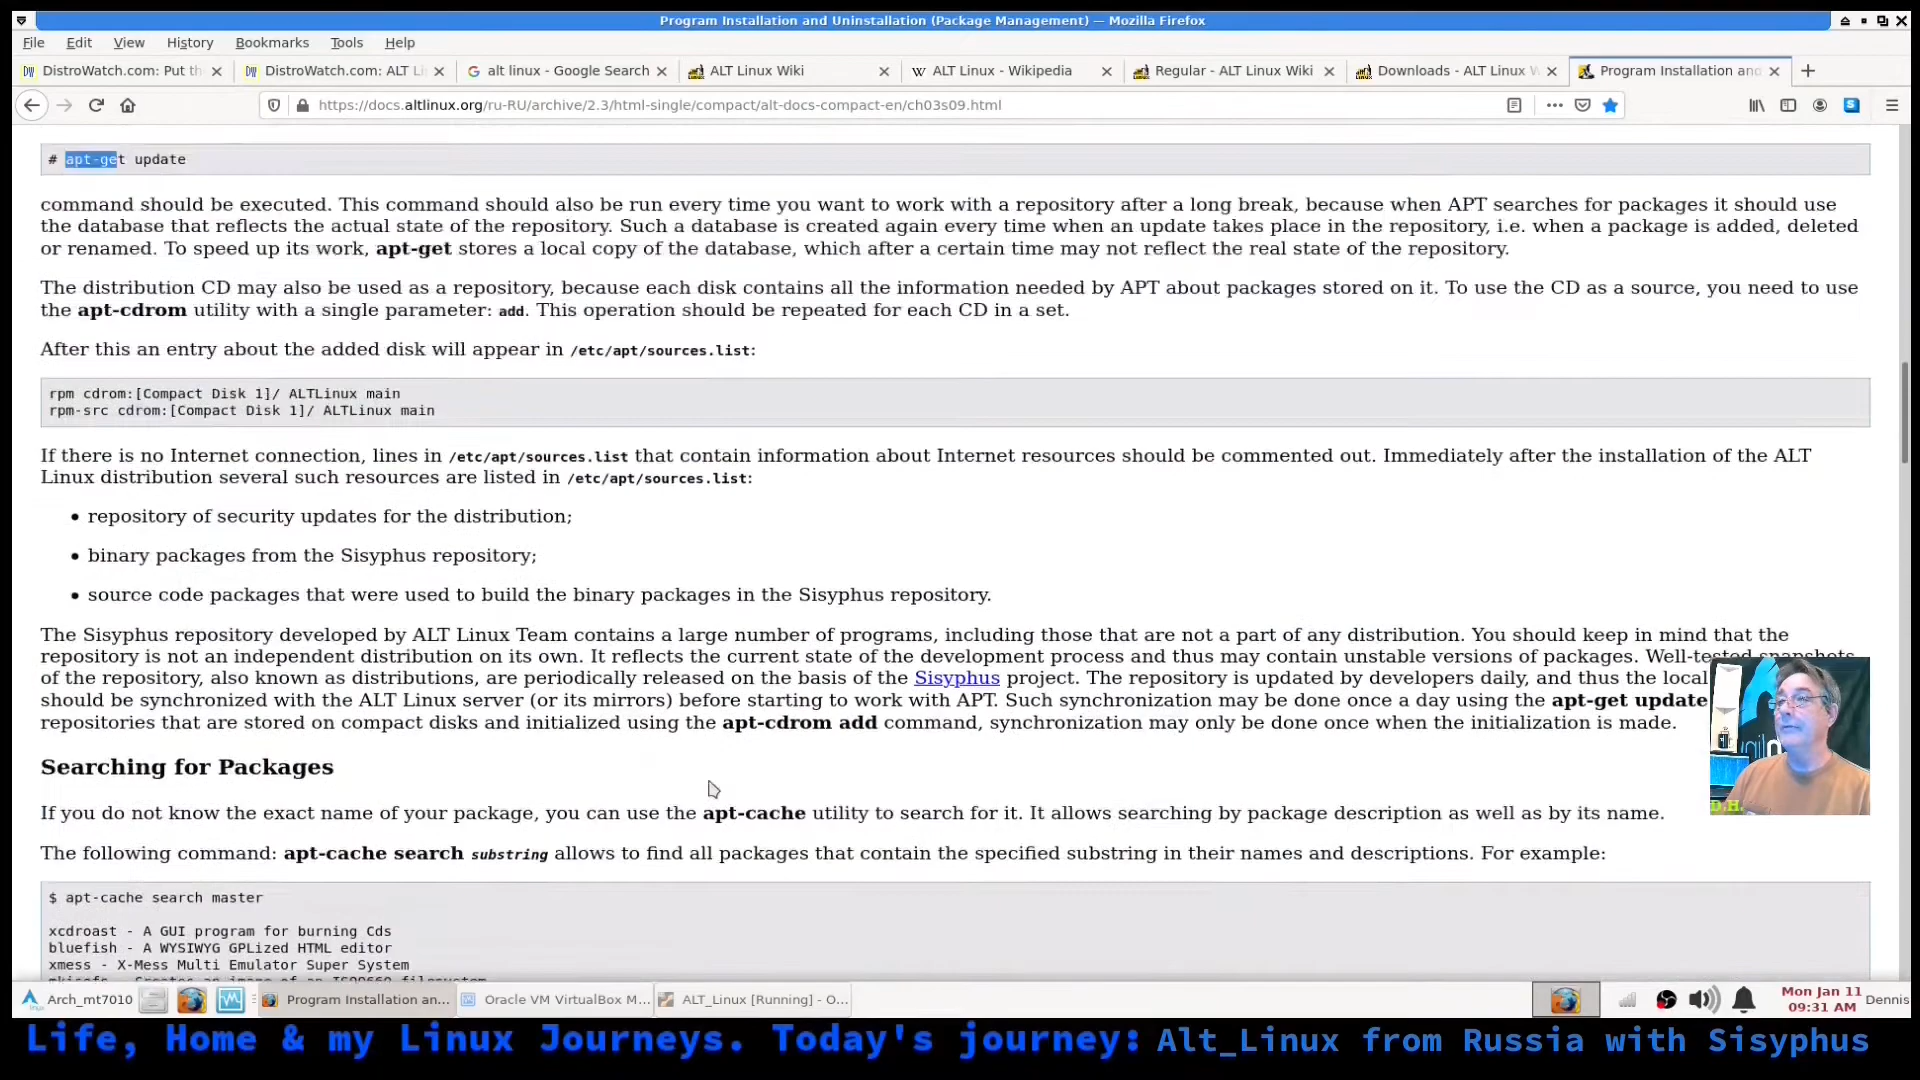 Program Installation and Uninstallation (Package Management) — Mozilla Firefox
File Edit View History Bookmarks Tools Help
DistroWatch.com: Put th
DistroWatch.com: ALT Li
alt linux - Google Search
ALT Linux Wiki
ALT Linux - Wikipedia
Regular - ALT Linux Wiki
Downloads - ALT Linux W
Program Installation and
https://docs.altlinux.org/ru-RU/archive/2.3/html-single/compact/alt-docs-compact-en/ch03s09.html
# apt-get update
command should be executed. This command should also be run every time you want to work with a repository after a long break, because when APT searches for packages it should use
the database that reflects the actual state of the repository. Such a database is created again every time when an update takes place in the repository, i.e. when a package is added, deleted
or renamed. To speed up its work, apt-get stores a local copy of the database, which after a certain time may not reflect the real state of the repository.
The distribution CD may also be used as a repository, because each disk contains all the information needed by APT about packages stored on it. To use the CD as a source, you need to use
the apt-cdrom utility with a single parameter: add. This operation should be repeated for each CD in a set.
After this an entry about the added disk will appear in /etc/apt/sources.list:
rpm cdrom:[Compact Disk 1]/ ALTLinux main
rpm-src cdrom:[Compact Disk 1]/ ALTLinux main
If there is no Internet connection, lines in /etc/apt/sources.list that contain information about Internet resources should be commented out. Immediately after the installation of the ALT
Linux distribution several such resources are listed in /etc/apt/sources.list:
• repository of security updates for the distribution;
• binary packages from the Sisyphus repository;
• source code packages that were used to build the binary packages in the Sisyphus repository.
The Sisyphus repository developed by ALT Linux Team contains a large number of programs, including those that are not a part of any distribution. You should keep in mind that the
repository is not an independent distribution on its own. It reflects the current state of the development process and thus may contain unstable versions of packages. Well-tested snapshots
of the repository, also known as distributions, are periodically released on the basis of the Sisyphus project. The repository is updated by developers daily, and thus the local
should be synchronized with the ALT Linux server (or its mirrors) before starting to work with APT. Such synchronization may be done once a day using the apt-get update
repositories that are stored on compact disks and initialized using the apt-cdrom add command, synchronization may only be done once when the initialization is made.
Searching for Packages
If you do not know the exact name of your package, you can use the apt-cache utility to search for it. It allows searching by package description as well as by its name.
The following command: apt-cache search substring allows to find all packages that contain the specified substring in their names and descriptions. For example:
$ apt-cache search master
xcdroast - A GUI program for burning Cds
bluefish - A WYSIWYG GPLized HTML editor
xmess - X-Mess Multi Emulator Super System
D.H.
Arch_mt7010
Program Installation an...
Oracle VM VirtualBox M...
ALT_Linux [Running] - O...
Mon Jan 11
09:31 AM
Dennis
Life, Home & my Linux Journeys. Today's journey: Alt_Linux from Russia with Sisyphus